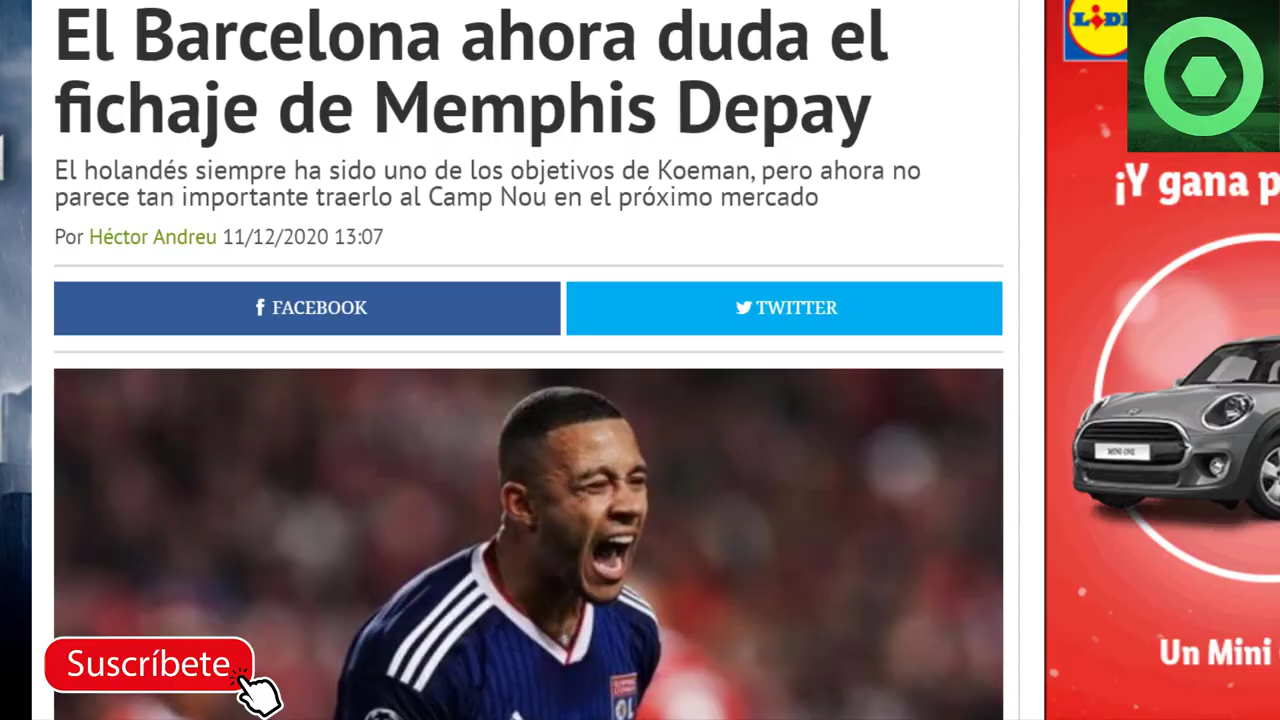 El Barcelona ahora duda el
fichaje de Memphis Depay
El holandés siempre ha sido uno de los objetivos de Koeman, pero ahora no
parece tan importante traerlo al Camp Nou en el próximo mercado
Por Héctor Andreu 11/12/2020 13:07
FACEBOOK
TWITTER
LIDL
¡Y gana p
MINI ONE
Un Mini
Suscríbete
OL